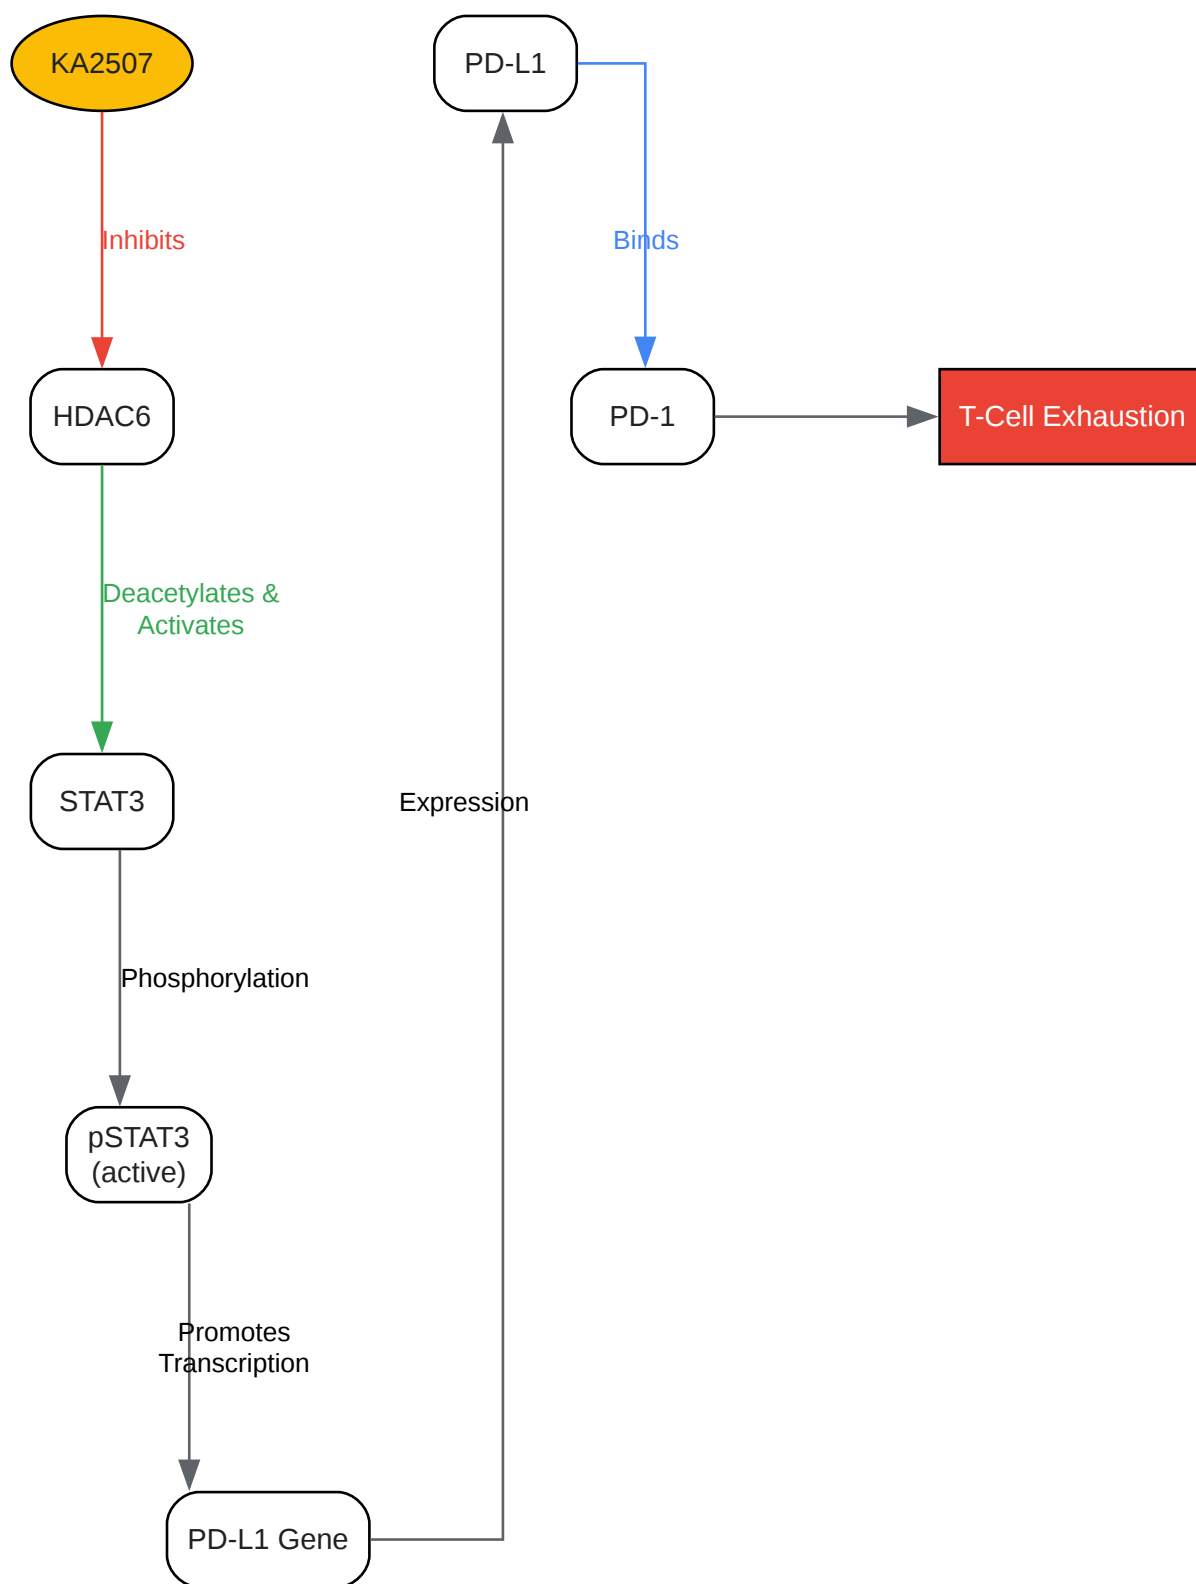 KA2507
PD-L1
Inhibits
Binds
HDAC6
PD-1
T-Cell Exhaustion
Deacetylates &
Activates
STAT3
Expression
Phosphorylation
pSTAT3
(active)
Promotes
Transcription
PD-L1 Gene